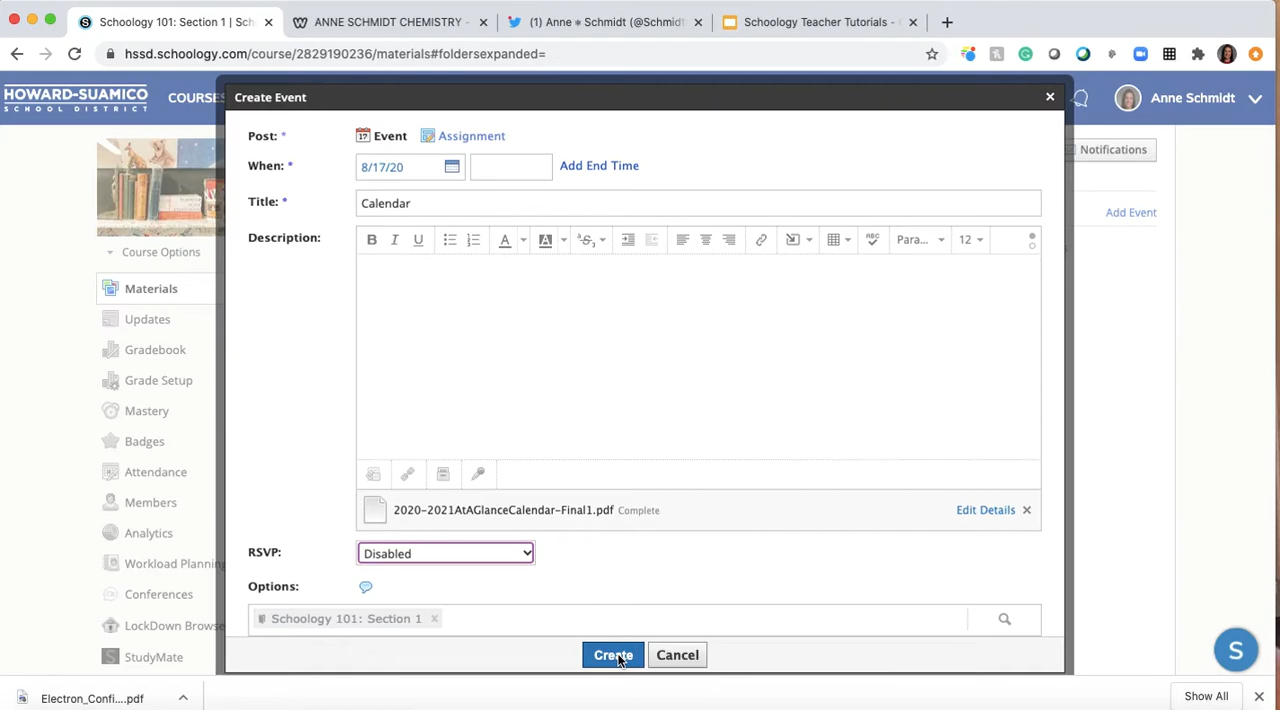 Schoology 101: Section 1 | Sch
ANNE SCHMIDT CHEMISTRY -
(1) Anne ⚭ Schmidt (@Schmidt
Schoology Teacher Tutorials -
hssd.schoology.com/course/2829190236/materials#foldersexpanded=
HOWARD-SUAMICO
SCHOOL DISTRICT
COURSES
Anne Schmidt
Create Event
Notifications
Add Event
Course Options
Materials
Updates
Gradebook
Grade Setup
Mastery
Badges
Attendance
Members
Analytics
Workload Planning
Conferences
LockDown Browse
StudyMate
Post: *
17
Event
Assignment
When: *
8/17/20
Add End Time
Title: *
Calendar
Description:
B I U A A S, ABC Para... 12
2020-2021AtAGlanceCalendar-Final1.pdf Complete
Edit Details
RSVP:
Disabled
Options:
Schoology 101: Section 1 x
Create
Cancel
S
Electron_Confi....pdf
Show All